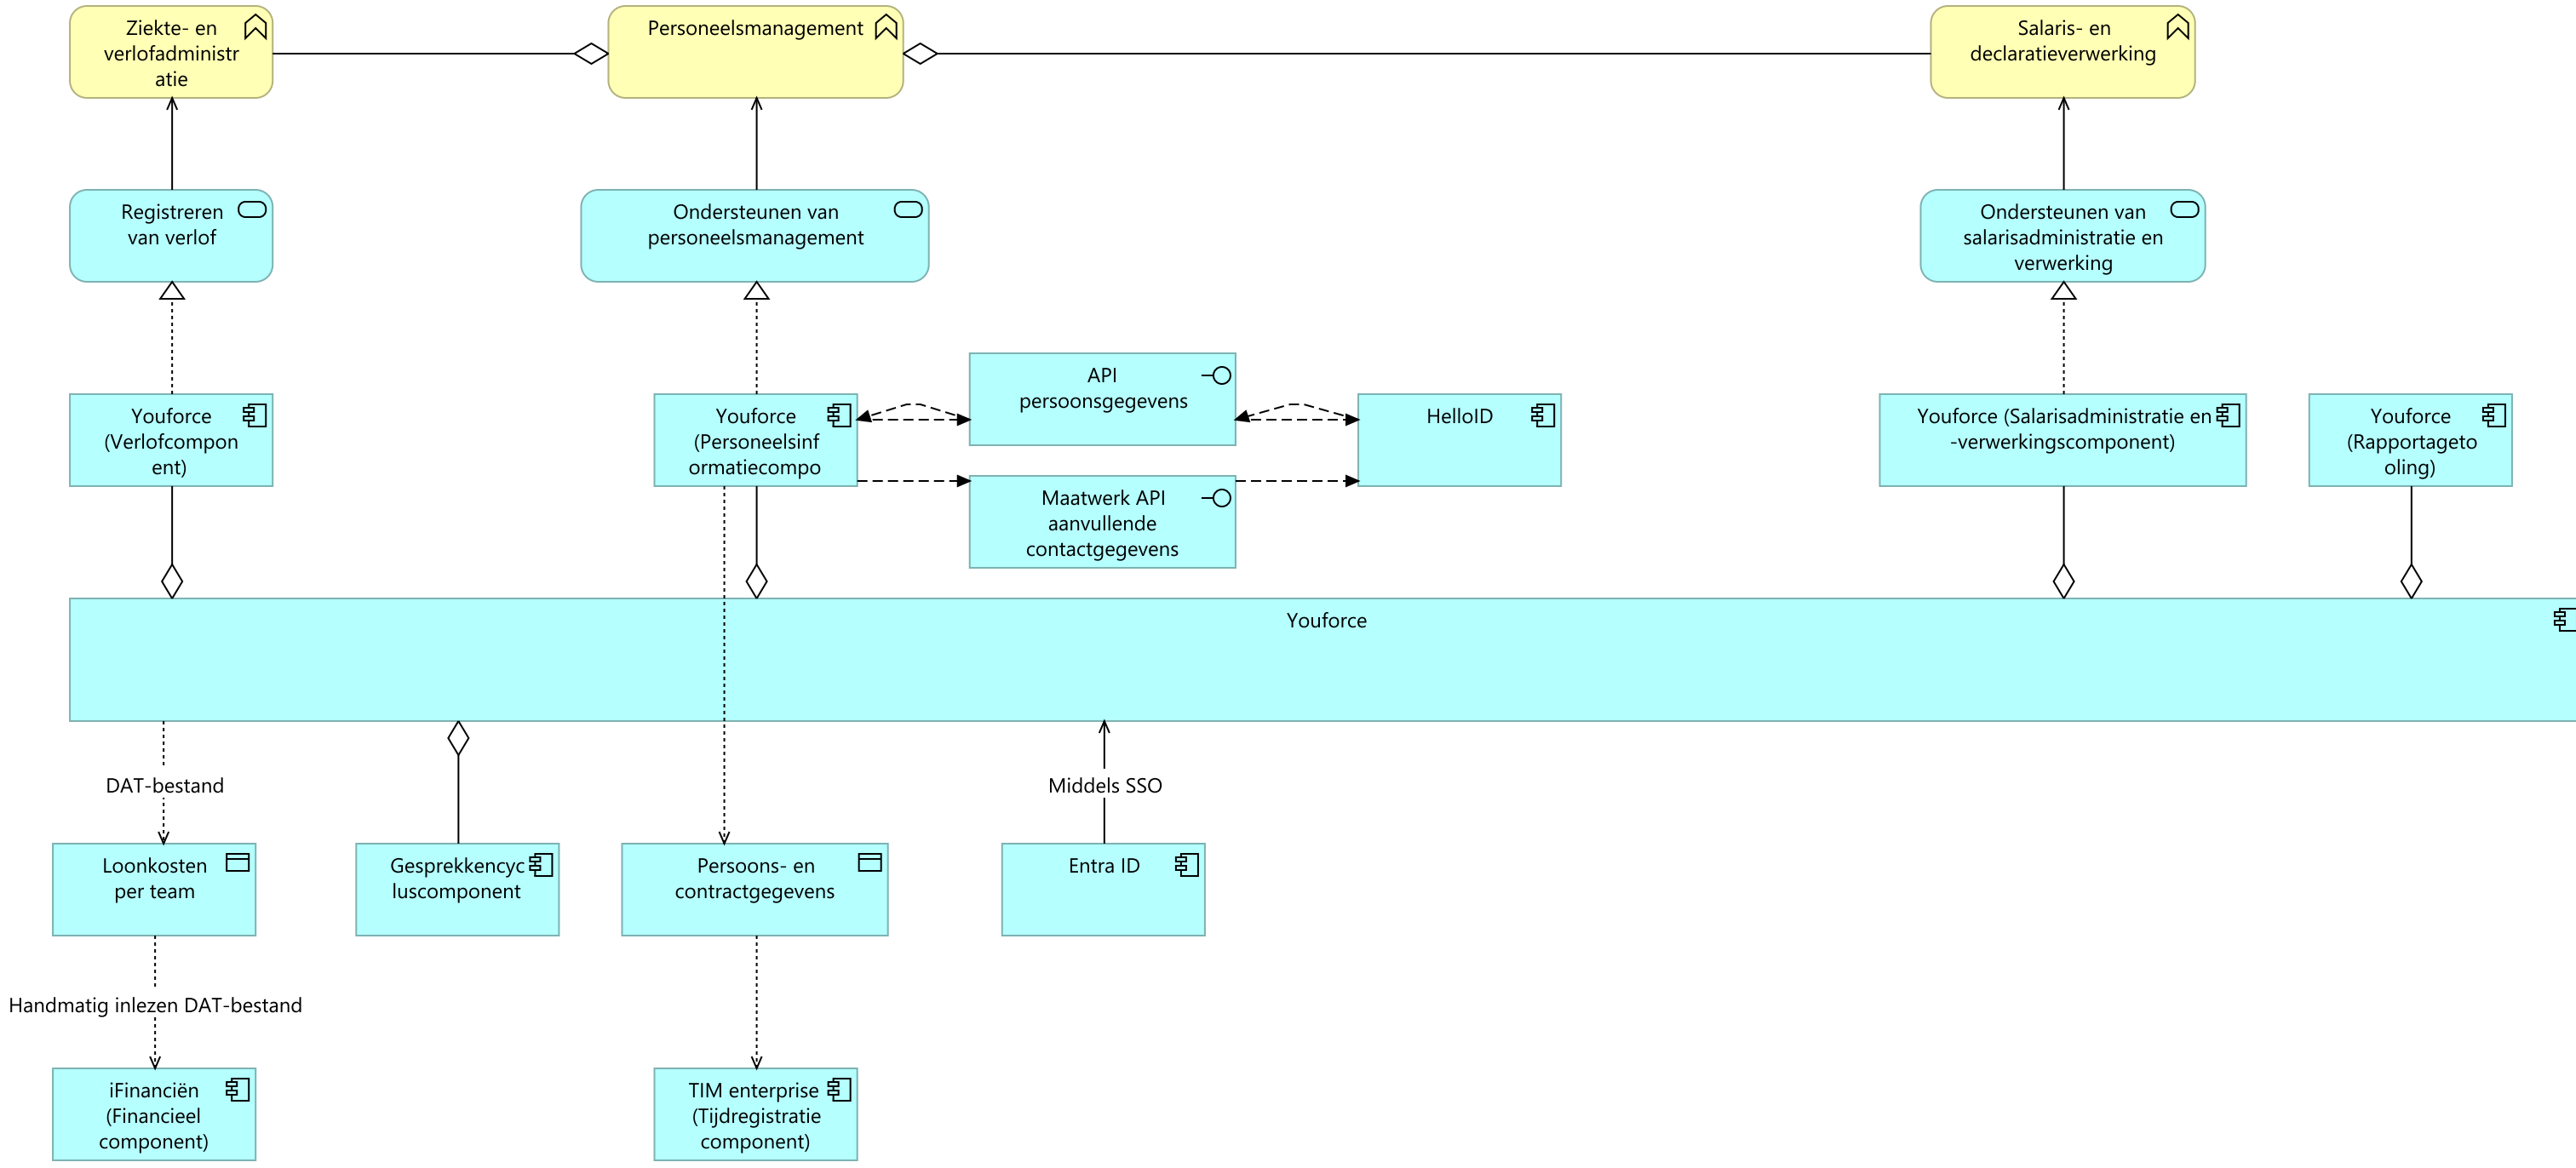 Ziekte- en
verlofadministr
atie
Personeelsmanagement
Salaris- en
declaratieverwerking
Registreren
van verlof
Ondersteunen van
personeelsmanagement
Ondersteunen van
salarisadministratie en
verwerking
Youforce
(Verlofcompon
ent)
Youforce
(Personeelsinf
ormatiecompo
API
persoonsgegevens
HelloID
Maatwerk API
aanvullende
contactgegevens
Youforce (Salarisadministratie en
-verwerkingscomponent)
Youforce
(Rapportageto
oling)
Youforce
DAT-bestand
Middels SSO
Loonkosten
per team
Gesprekkencyc
luscomponent
Persoons- en
contractgegevens
Entra ID
Handmatig inlezen DAT-bestand
iFinanciën
(Financieel
component)
TIM enterprise
(Tijdregistratie
component)